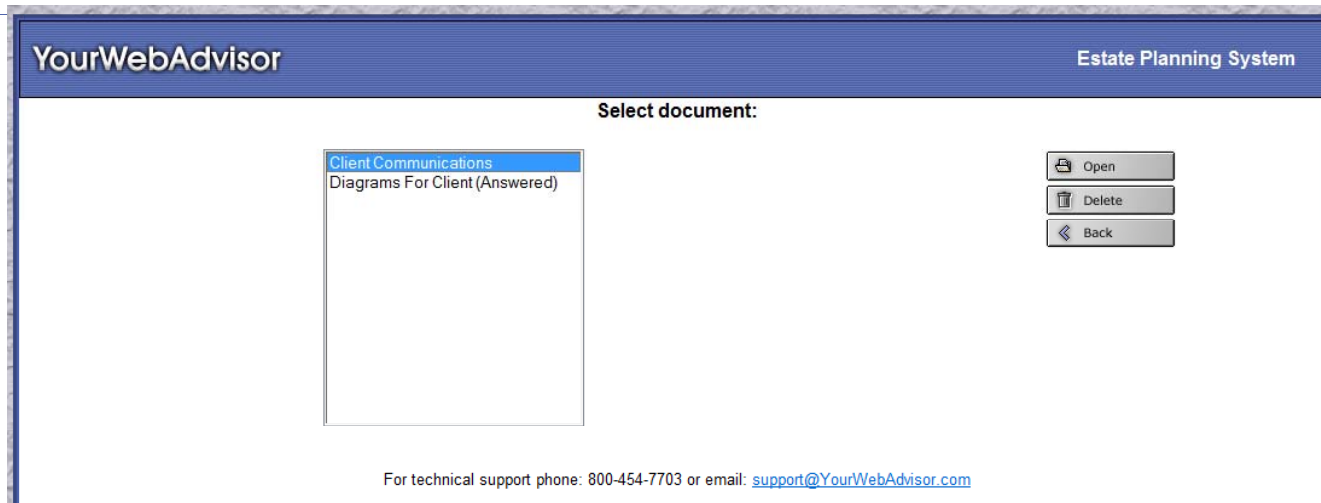 YourWebAdvisor
Estate Planning System
Select document:
Client Communications
Diagrams For Client (Answered)
Open
Delete
Back
For technical support phone: 800-454-7703 or email: support@YourWebAdvisor.com